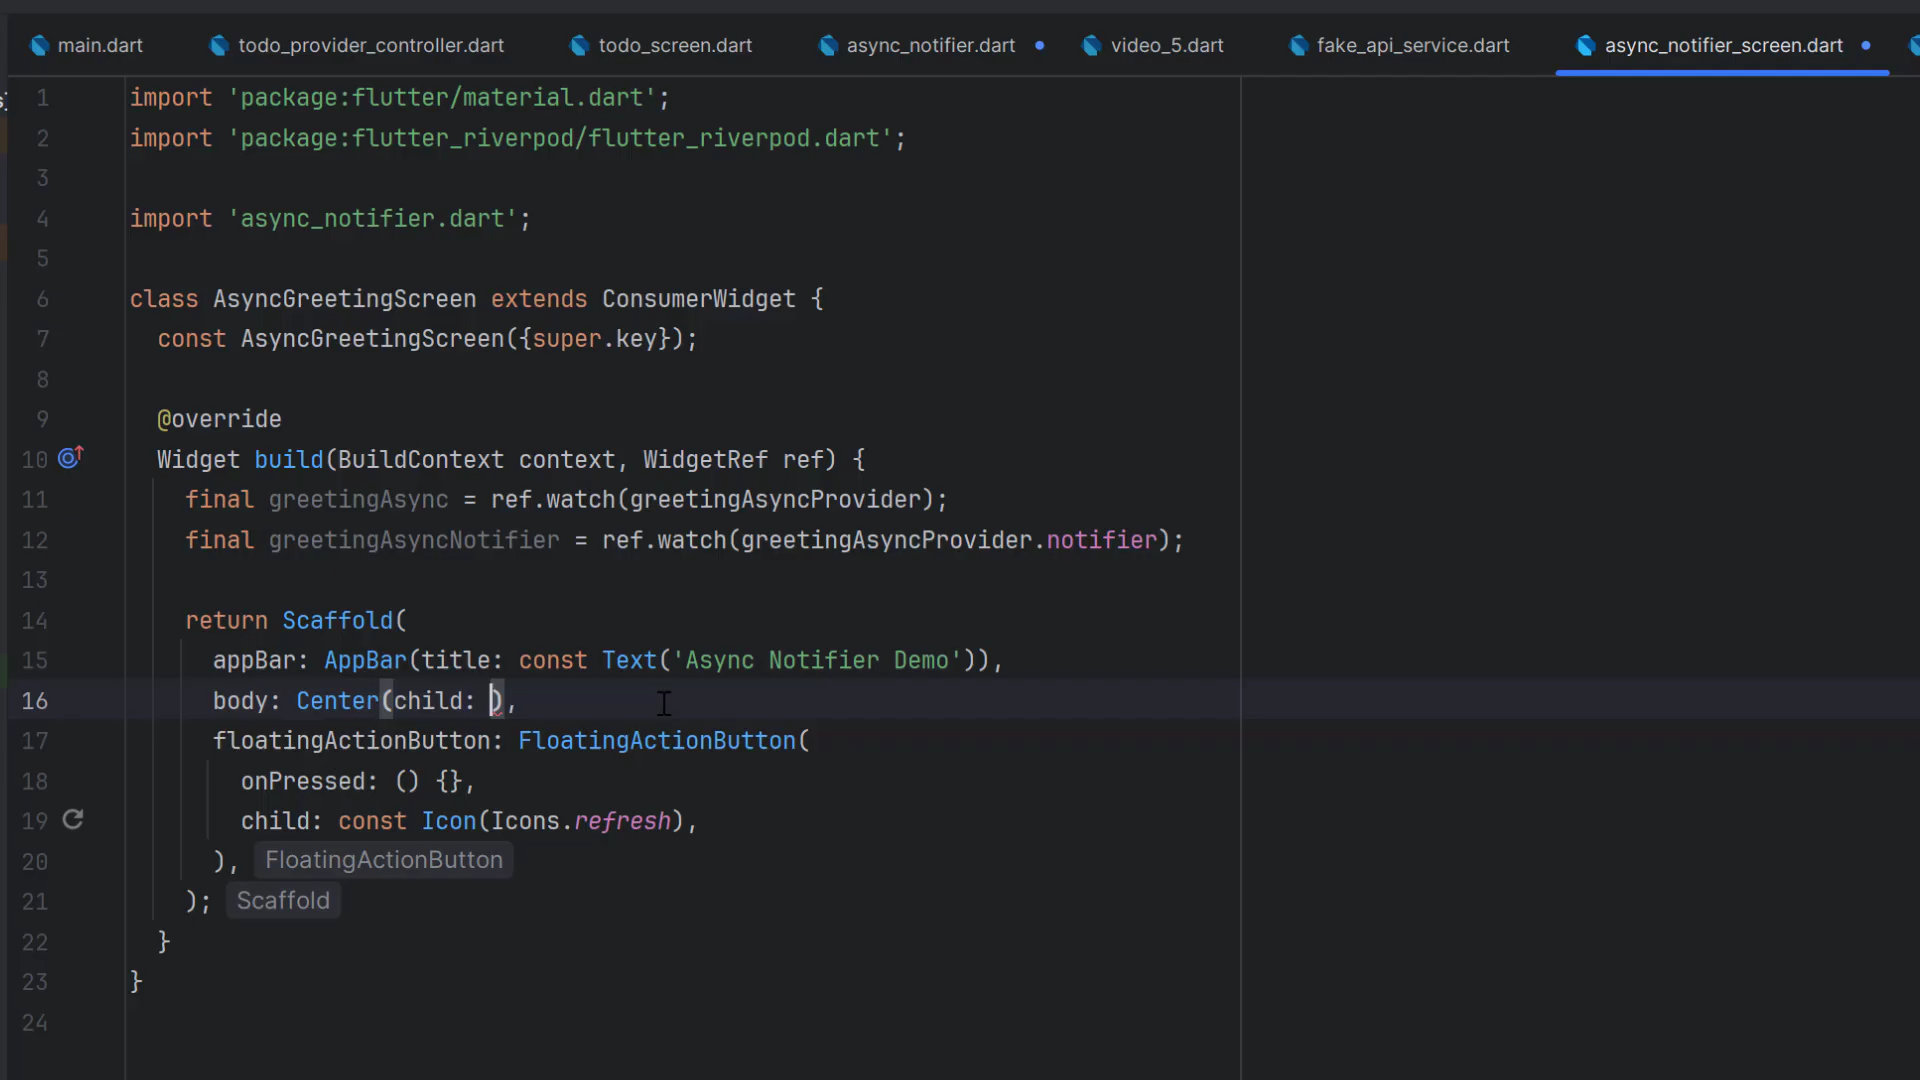 main.dart todo_provider_controller.dart todo_screen.dart async_notifier.dart video_5.dart fake_api_service.dart async_notifier_screen.dart
1 import 'package:flutter/material.dart';
2 import 'package:flutter_riverpod/flutter_riverpod.dart';
3
4 import 'async_notifier.dart';
5
6 class AsyncGreetingScreen extends ConsumerWidget {
7 const AsyncGreetingScreen({super.key});
8
9 @override
10 Widget build(BuildContext context, WidgetRef ref) {
11 final greetingAsync = ref.watch(greetingAsyncProvider);
12 final greetingAsyncNotifier = ref.watch(greetingAsyncProvider.notifier);
13
14 return Scaffold(
15 appBar: AppBar(title: const Text('Async Notifier Demo')),
16 body: Center(child: ),
17 floatingActionButton: FloatingActionButton(
18 onPressed: () {},
19 child: const Icon(Icons.refresh),
20 ), FloatingActionButton
21 ); Scaffold
22 }
23 }
24